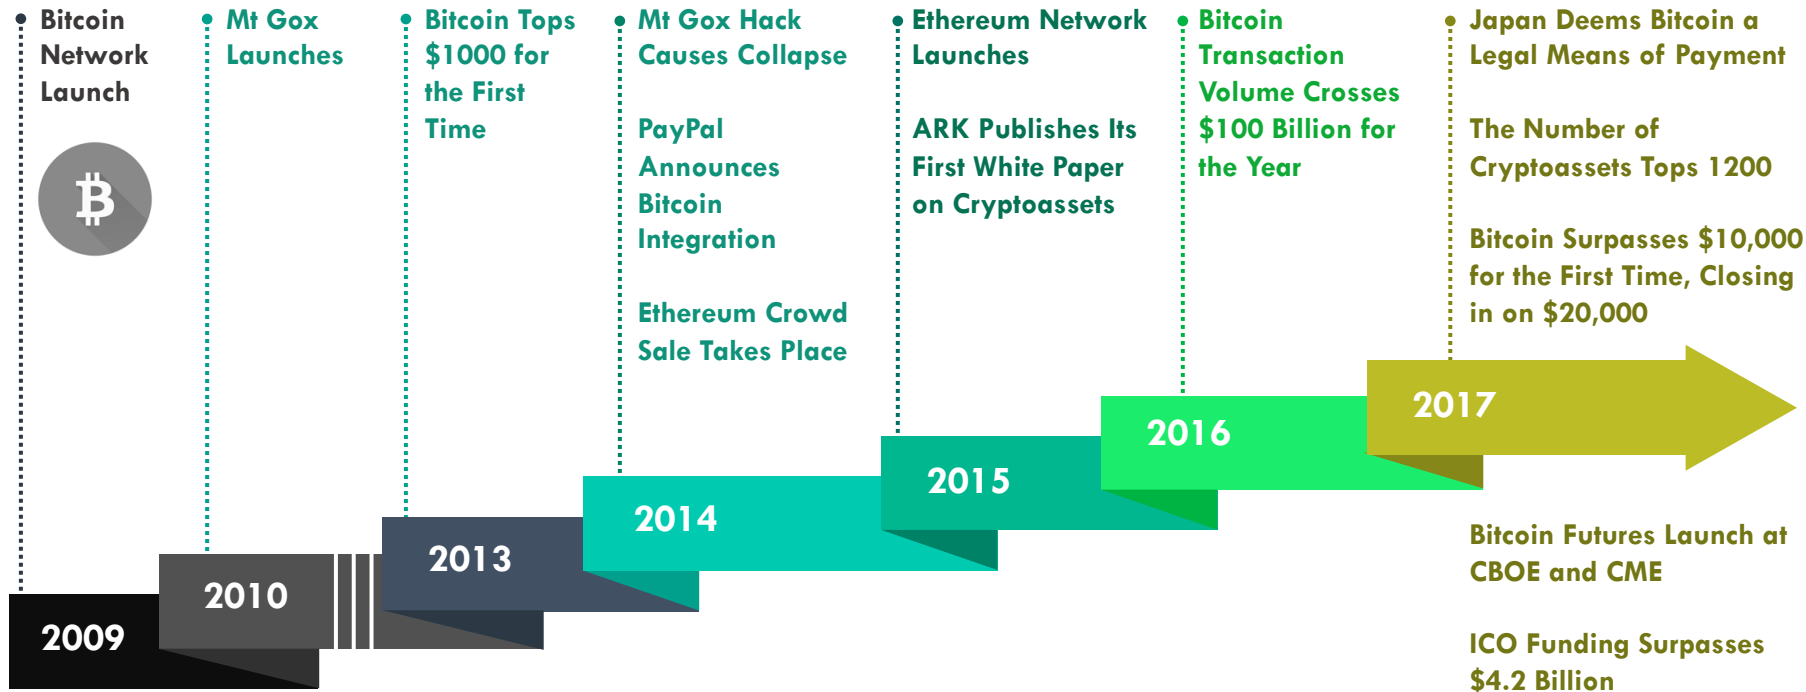 Bitcoin
Network
Launch
Mt Gox
Launches
Bitcoin Tops
$1000 for
the First
Time
Mt Gox Hack
Causes Collapse
PayPal
Announces
Bitcoin
Integration
Ethereum Crowd
Sale Takes Place
Ethereum Network
Launches
ARK Publishes Its
First White Paper
on Cryptoassets
Bitcoin
Transaction
Volume Crosses
$100 Billion for
the Year
Japan Deems Bitcoin a
Legal Means of Payment
The Number of
Cryptoassets Tops 1200
Bitcoin Surpasses $10,000
for the First Time, Closing
in on $20,000
2009
2010
2013
2014
2015
2016
2017
Bitcoin Futures Launch at
CBOE and CME
ICO Funding Surpasses
$4.2 Billion